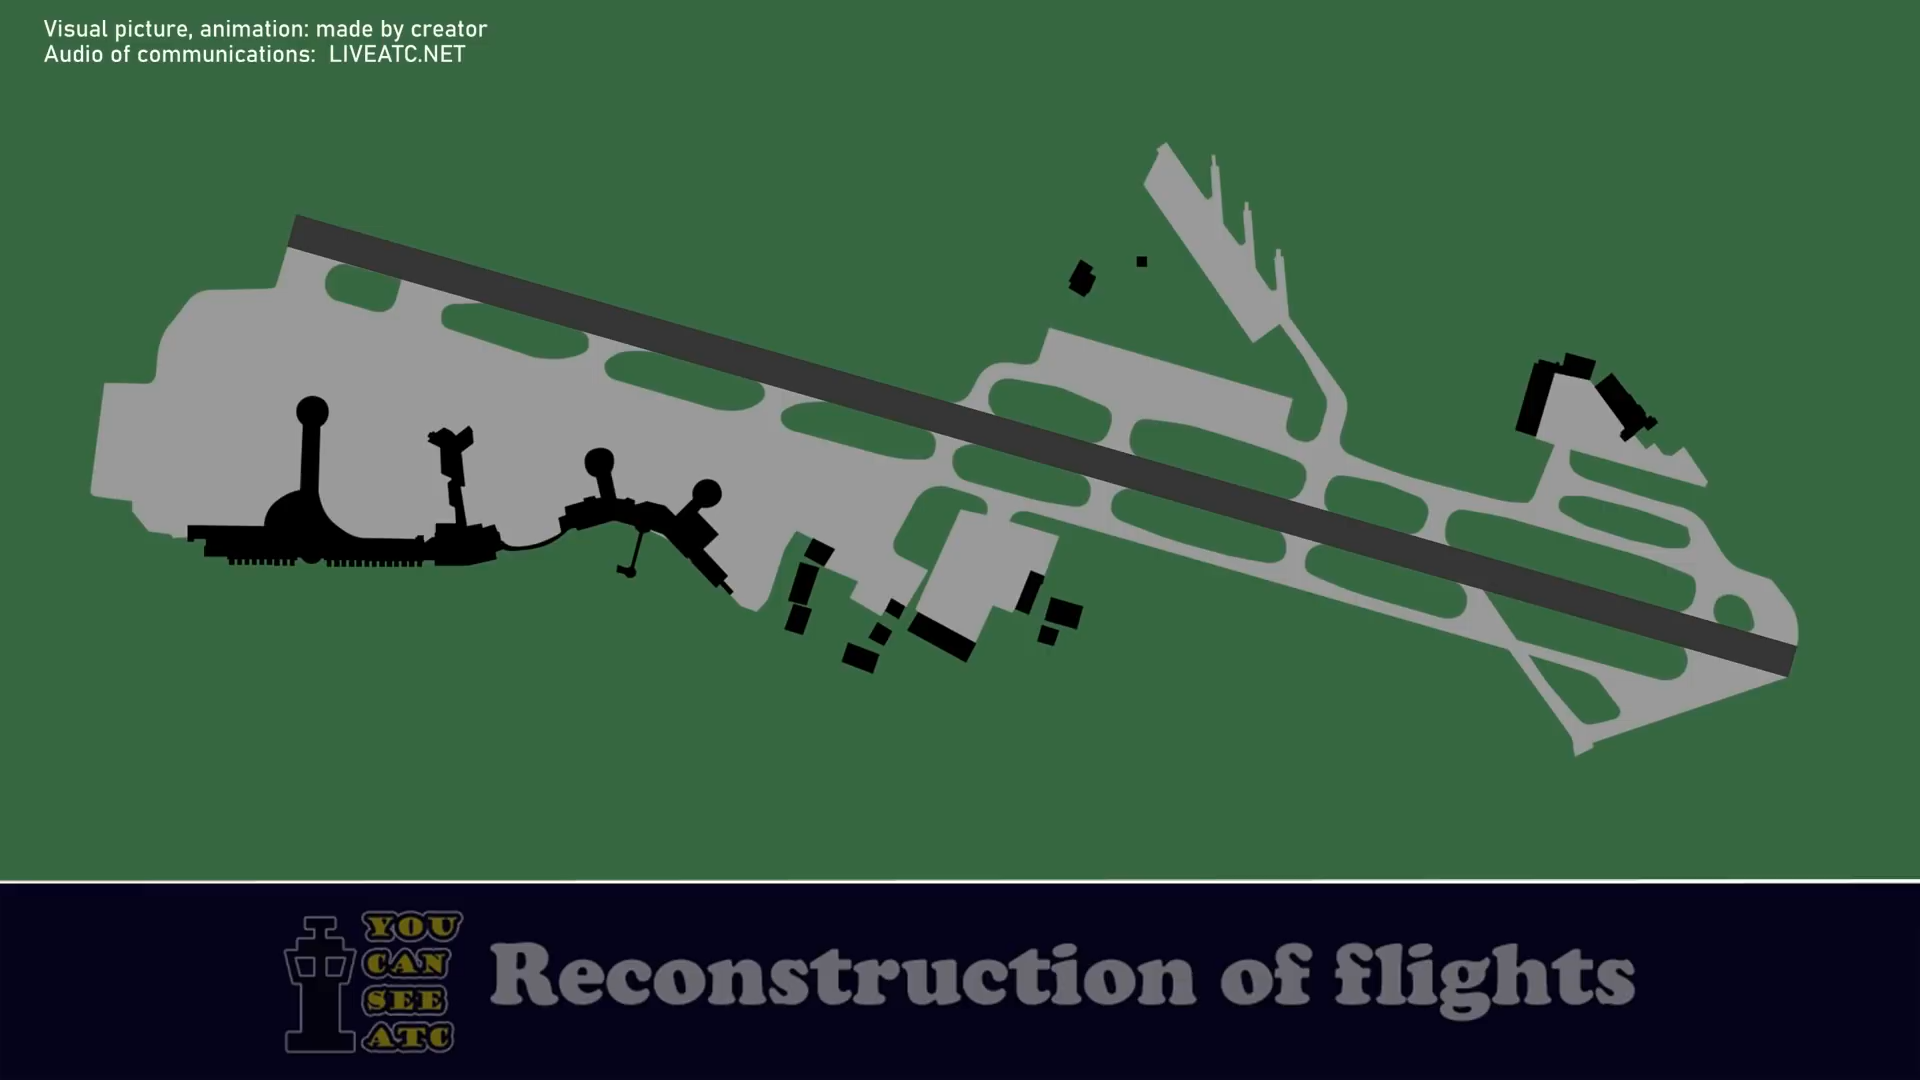 Visual picture, animation: made by creator
Audio of communications: LIVEATC.NET
YOU
CAN
SEE
ATC
Reconstruction of flights